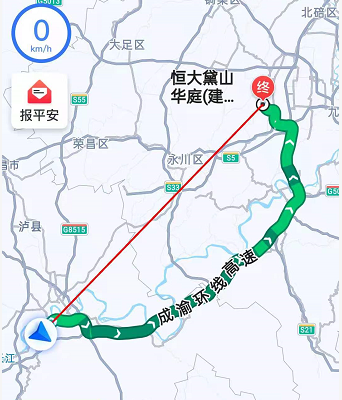 G5013
0
km/h
大足区
北碚区
恒大黛山
华庭(建...
终
报平安
S55
荣昌区
永川区
S5
九
G50
S33
泸县
G8515
成渝环线高速
S21
江